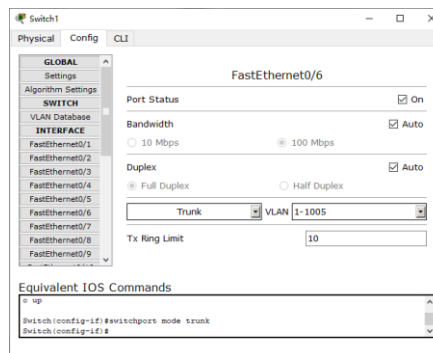 Switch1
Physical Config CLI
GLOBAL
Settings
Algorithm Settings
SWITCH
VLAN Database
INTERFACE
FastEthernet0/1
FastEthernet0/2
FastEthernet0/3
FastEthernet0/4
FastEthernet0/5
FastEthernet0/6
FastEthernet0/7
FastEthernet0/8
FastEthernet0/9
FastEthernet0/6
Port Status On
Bandwidth Auto
10 Mbps 100 Mbps
Duplex Auto
Full Duplex Half Duplex
Trunk VLAN 1-1005
Tx Ring Limit 10
Equivalent IOS Commands
o up
Switch(config-if)#switchport mode trunk
Switch(config-if)#